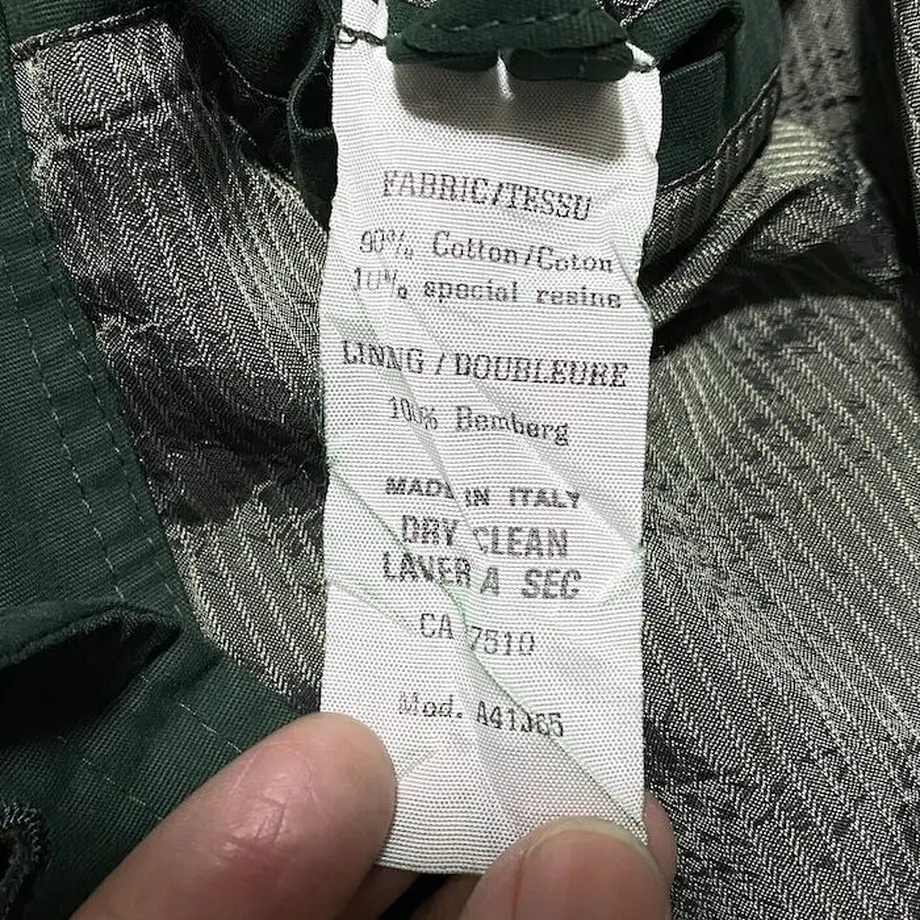 FABRIC/TESSU
90% Cotton/Coton
10% special resine
LINNG / DOUBLEURE
100% Bemberg
MADE IN ITALY
DRY CLEAN
LAVER A SEC
CA 7510
Mod.